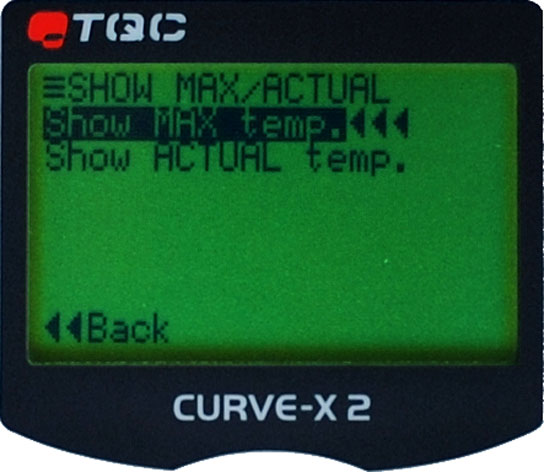 TQC
≡SHOW MAX/ACTUAL
Show MAX temp.◀◀◀
Show ACTUAL temp.
◀◀Back
CURVE-X 2